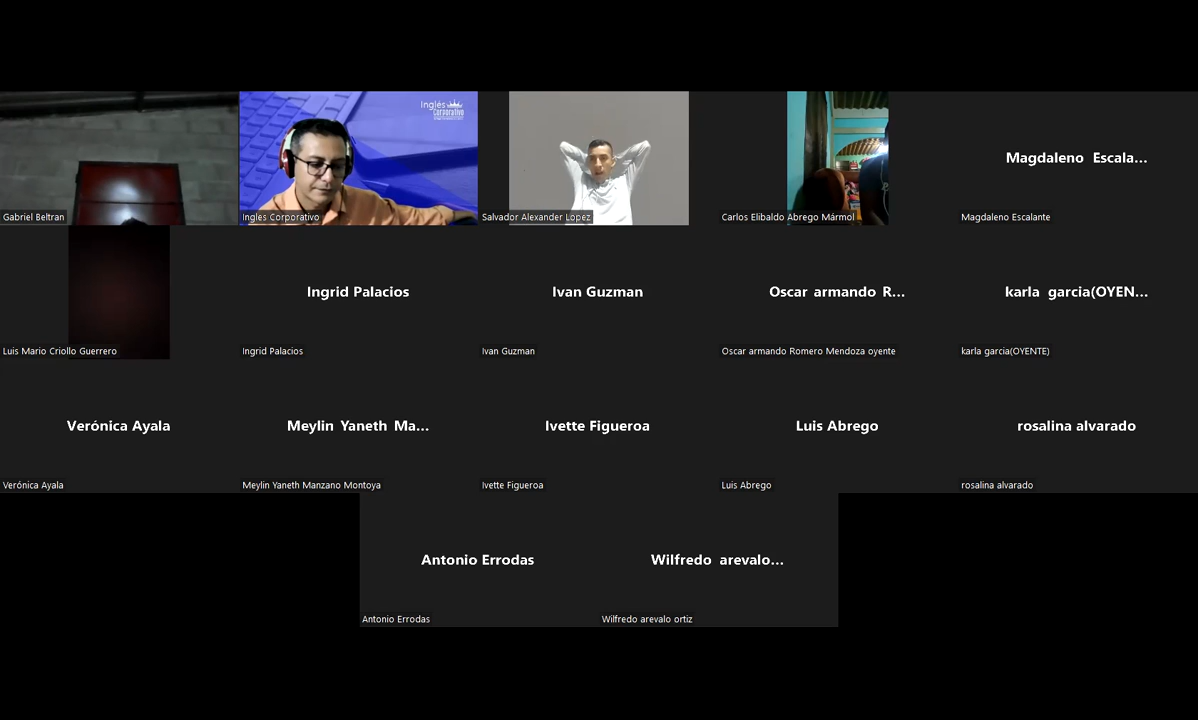 Inglés
Corporativo
Gabriel Beltran
Ingles Corporativo
Salvador Alexander Lopez
Carlos Elibaldo Abrego Mármol
Magdaleno Escala...
Magdaleno Escalante
Luis Mario Criollo Guerrero
Ingrid Palacios
Ingrid Palacios
Ivan Guzman
Ivan Guzman
Oscar armando R...
Oscar armando Romero Mendoza oyente
karla garcia(OYEN...
karla garcia(OYENTE)
Verónica Ayala
Verónica Ayala
Meylin Yaneth Ma...
Meylin Yaneth Manzano Montoya
Ivette Figueroa
Ivette Figueroa
Luis Abrego
Luis Abrego
rosalina alvarado
rosalina alvarado
Antonio Errodas
Antonio Errodas
Wilfredo arevalo...
Wilfredo arevalo ortiz